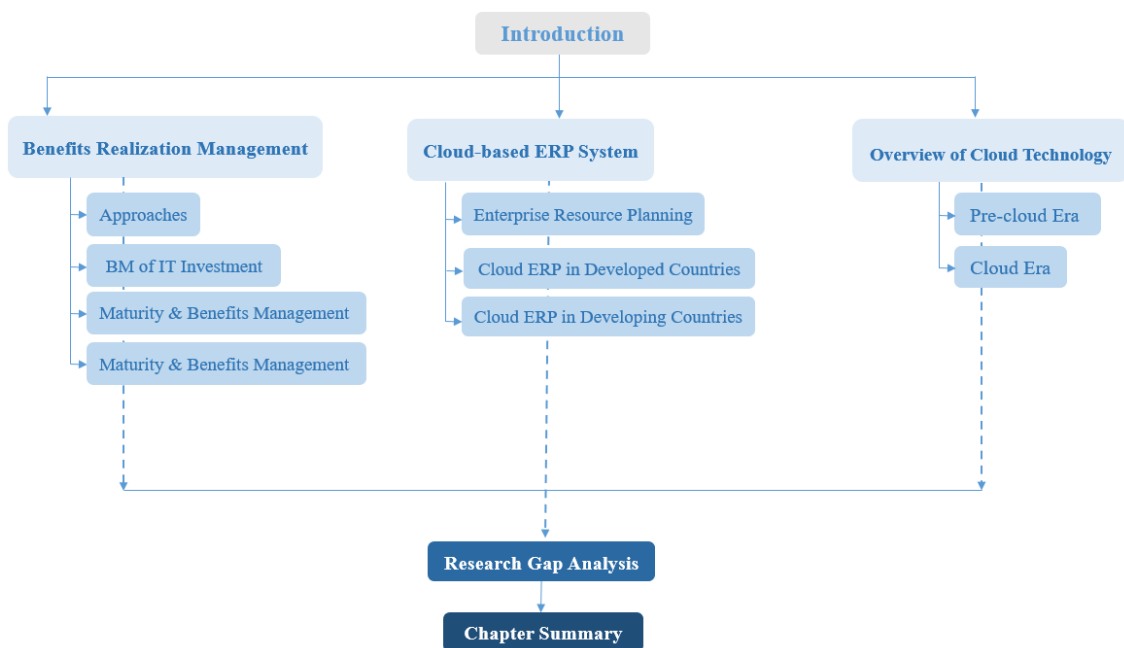 Introduction
Benefits Realization Management
Approaches
BM of IT Investment
Maturity & Benefits Management
Maturity & Benefits Management
Cloud-based ERP System
Enterprise Resource Planning
Cloud ERP in Developed Countries
Cloud ERP in Developing Countries
Overview of Cloud Technology
Pre-cloud Era
Cloud Era
Research Gap Analysis
Chapter Summary